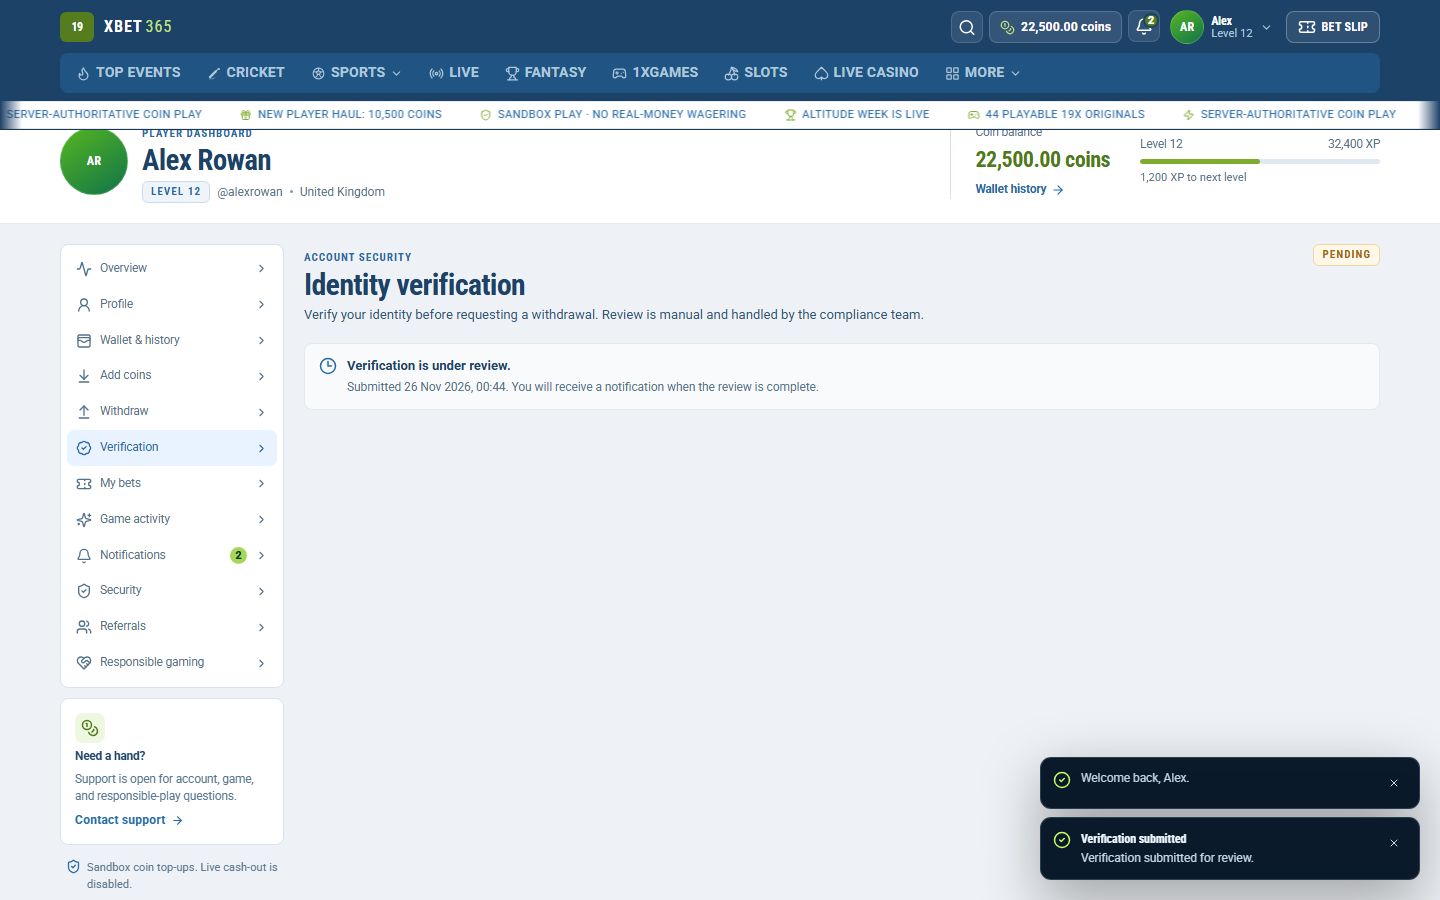 19 XBET365
22,500.00 coins
2
AR
Alex
Level 12
BET SLIP
TOP EVENTS CRICKET SPORTS LIVE FANTASY 1XGAMES SLOTS LIVE CASINO MORE
SERVER-AUTHORITATIVE COIN PLAY NEW PLAYER HAUL: 10,500 COINS SANDBOX PLAY · NO REAL-MONEY WAGERING ALTITUDE WEEK IS LIVE 44 PLAYABLE 19X ORIGINALS SERVER-AUTHORITATIVE COIN PLAY
AR
PLAYER DASHBOARD
Alex Rowan
LEVEL 12 @alexrowan • United Kingdom
Coin balance
22,500.00 coins
Wallet history
Level 12 32,400 XP
1,200 XP to next level
Overview
Profile
Wallet & history
Add coins
Withdraw
Verification
My bets
Game activity
Notifications 2
Security
Referrals
Responsible gaming
Need a hand?
Support is open for account, game,
and responsible-play questions.
Contact support
Sandbox coin top-ups. Live cash-out is
disabled.
ACCOUNT SECURITY
PENDING
Identity verification
Verify your identity before requesting a withdrawal. Review is manual and handled by the compliance team.
Verification is under review.
Submitted 26 Nov 2026, 00:44. You will receive a notification when the review is complete.
Welcome back, Alex.
Verification submitted
Verification submitted for review.